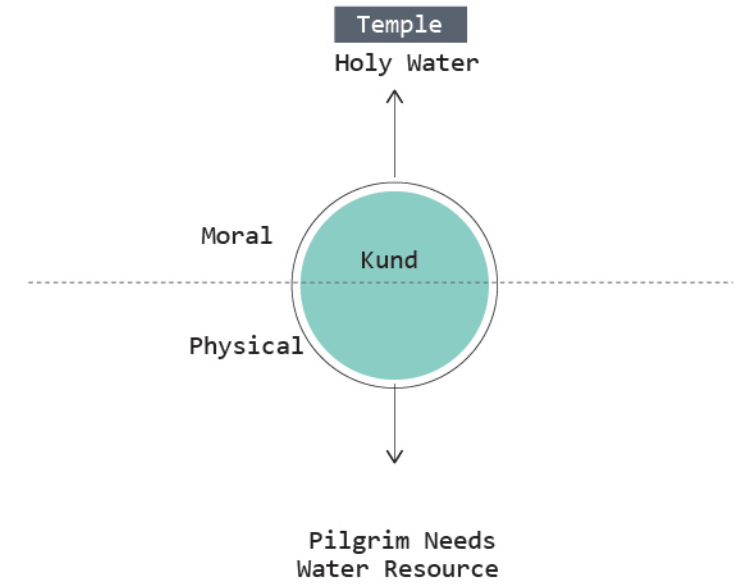 Temple
Holy Water
Moral
Kund
Physical
Pilgrim Needs
Water Resource